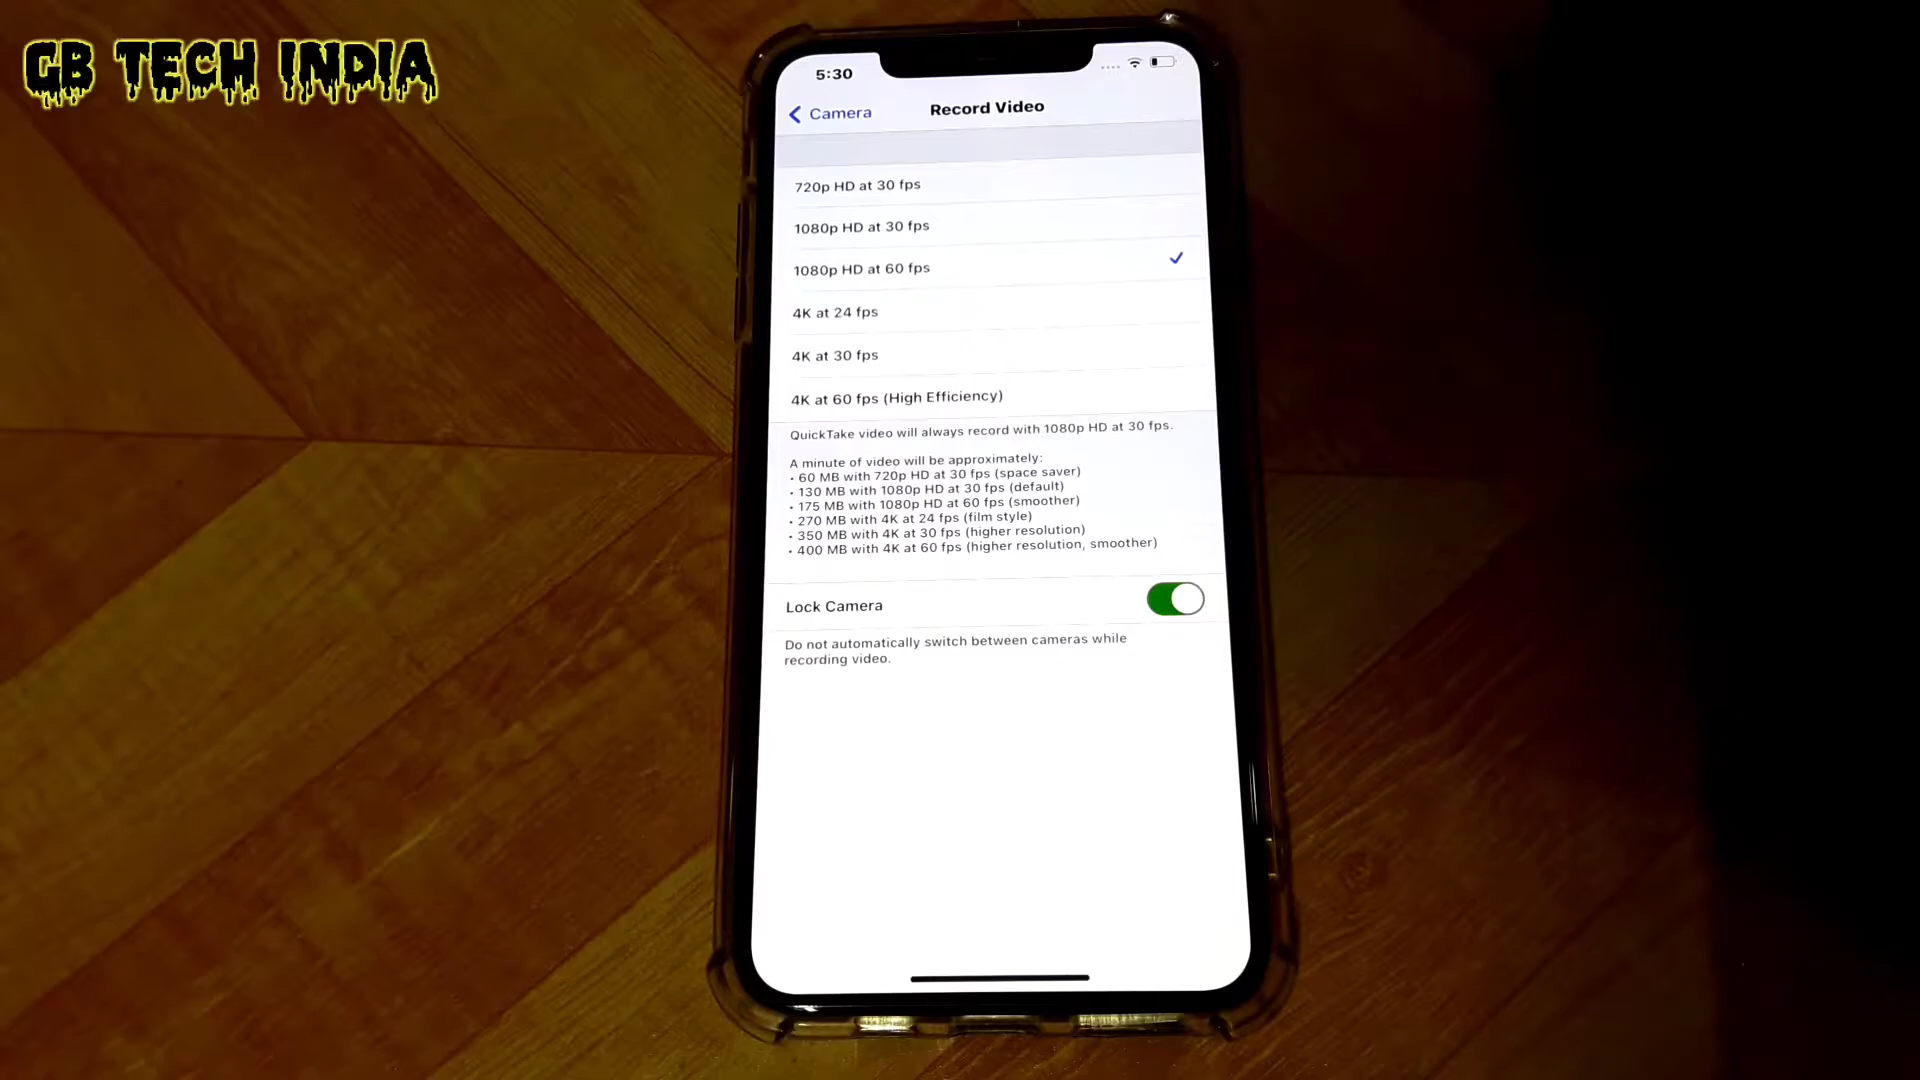 GB TECH INDIA
5:30
Camera
Record Video
720p HD at 30 fps
1080p HD at 30 fps
1080p HD at 60 fps
4K at 24 fps
4K at 30 fps
4K at 60 fps (High Efficiency)
QuickTake video will always record with 1080p HD at 30 fps.
A minute of video will be approximately:
• 60 MB with 720p HD at 30 fps (space saver)
• 130 MB with 1080p HD at 30 fps (default)
• 175 MB with 1080p HD at 60 fps (smoother)
• 270 MB with 4K at 24 fps (film style)
• 350 MB with 4K at 30 fps (higher resolution)
• 400 MB with 4K at 60 fps (higher resolution, smoother)
Lock Camera
Do not automatically switch between cameras while
recording video.